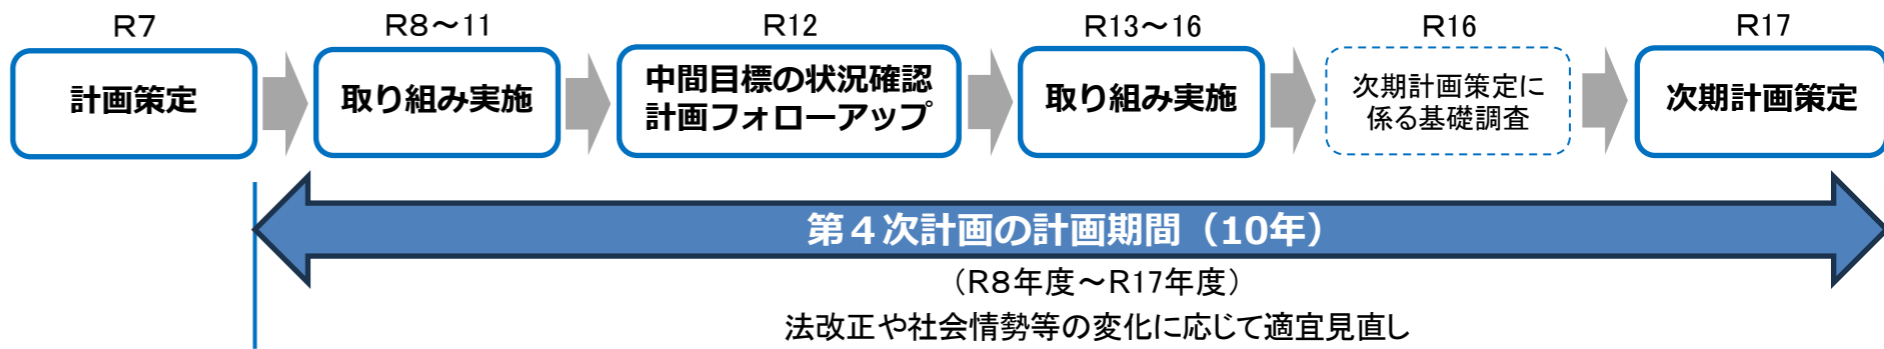 R7
計画策定
R8～11
取り組み実施
R12
中間目標の状況確認
計画フォローアップ
R13～16
取り組み実施
R16
次期計画策定に
係る基礎調査
R17
次期計画策定
第４次計画の計画期間（10年）
（R8年度～R17年度）
法改正や社会情勢等の変化に応じて適宜見直し